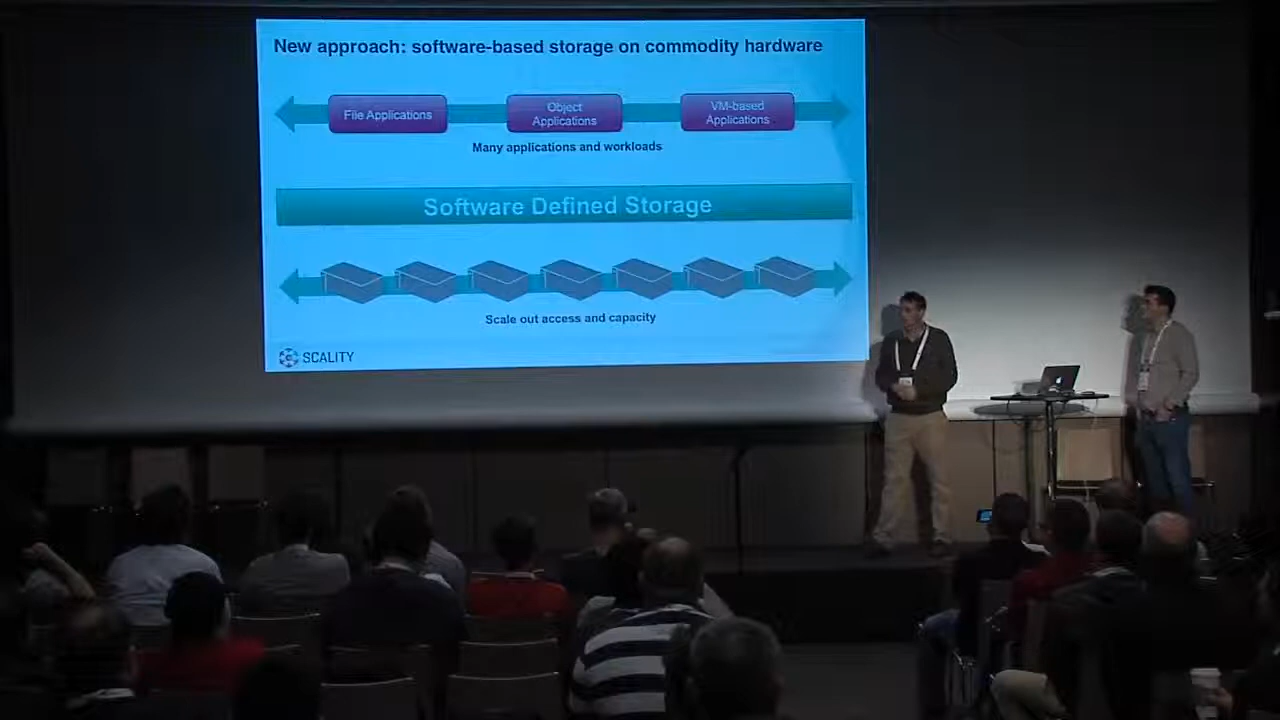 New approach: software-based storage on commodity hardware
File Applications
Object
Applications
VM-based
Applications
Many applications and workloads
Software Defined Storage
Scale out access and capacity
SCALITY